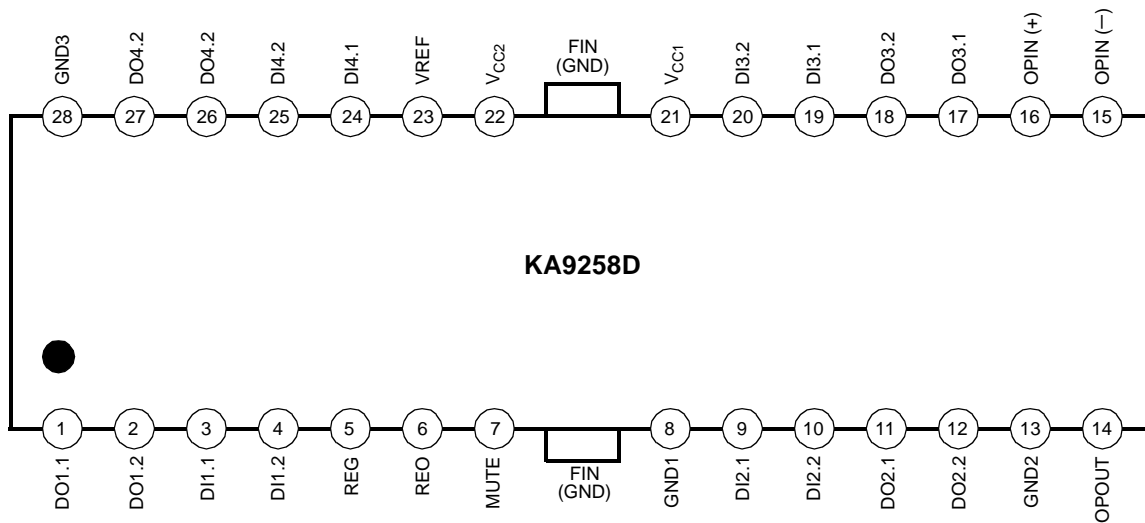 GND3 DO4.2 DO4.2 DI4.2 DI4.1 VREF VCC2 FIN (GND) VCC1 DI3.2 DI3.1 DO3.2 DO3.1 OPIN (+) OPIN (—)
28 27 26 25 24 23 22 21 20 19 18 17 16 15
KA9258D
1 2 3 4 5 6 7 8 9 10 11 12 13 14
DO1.1 DO1.2 DI1.1 DI1.2 REG REO MUTE FIN (GND) GND1 DI2.1 DI2.2 DO2.1 DO2.2 GND2 OPOUT